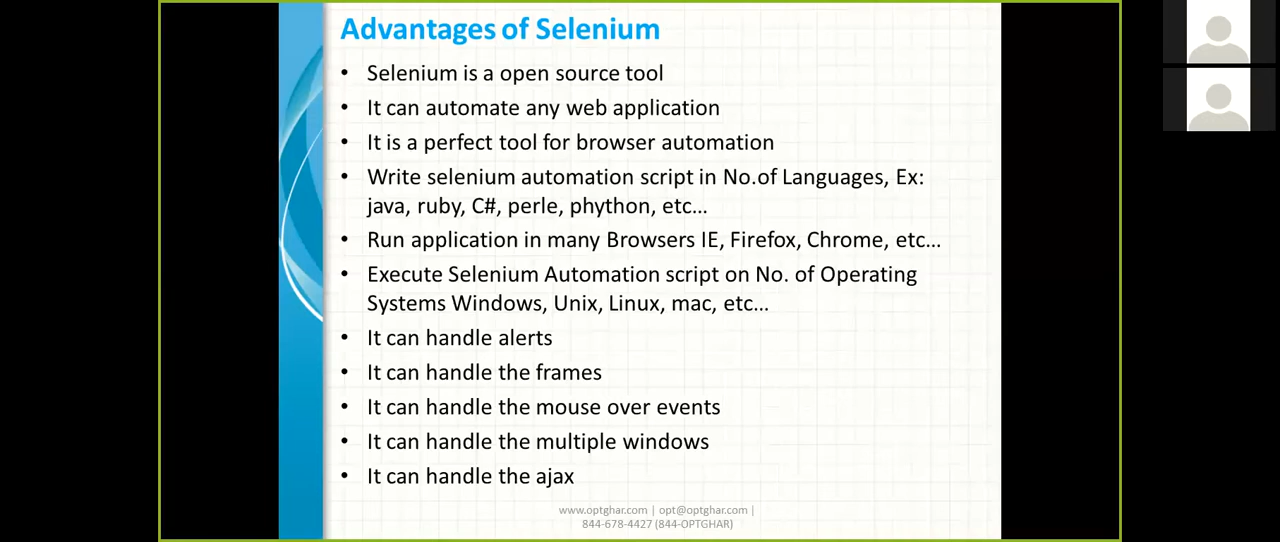 Advantages of Selenium
• Selenium is a open source tool
• It can automate any web application
• It is a perfect tool for browser automation
• Write selenium automation script in No.of Languages, Ex:
java, ruby, C#, perle, phython, etc...
• Run application in many Browsers IE, Firefox, Chrome, etc...
• Execute Selenium Automation script on No. of Operating
Systems Windows, Unix, Linux, mac, etc...
• It can handle alerts
• It can handle the frames
• It can handle the mouse over events
• It can handle the multiple windows
• It can handle the ajax
www.optghar.com | opt@optghar.com |
844-678-4427 (844-OPTGHAR)